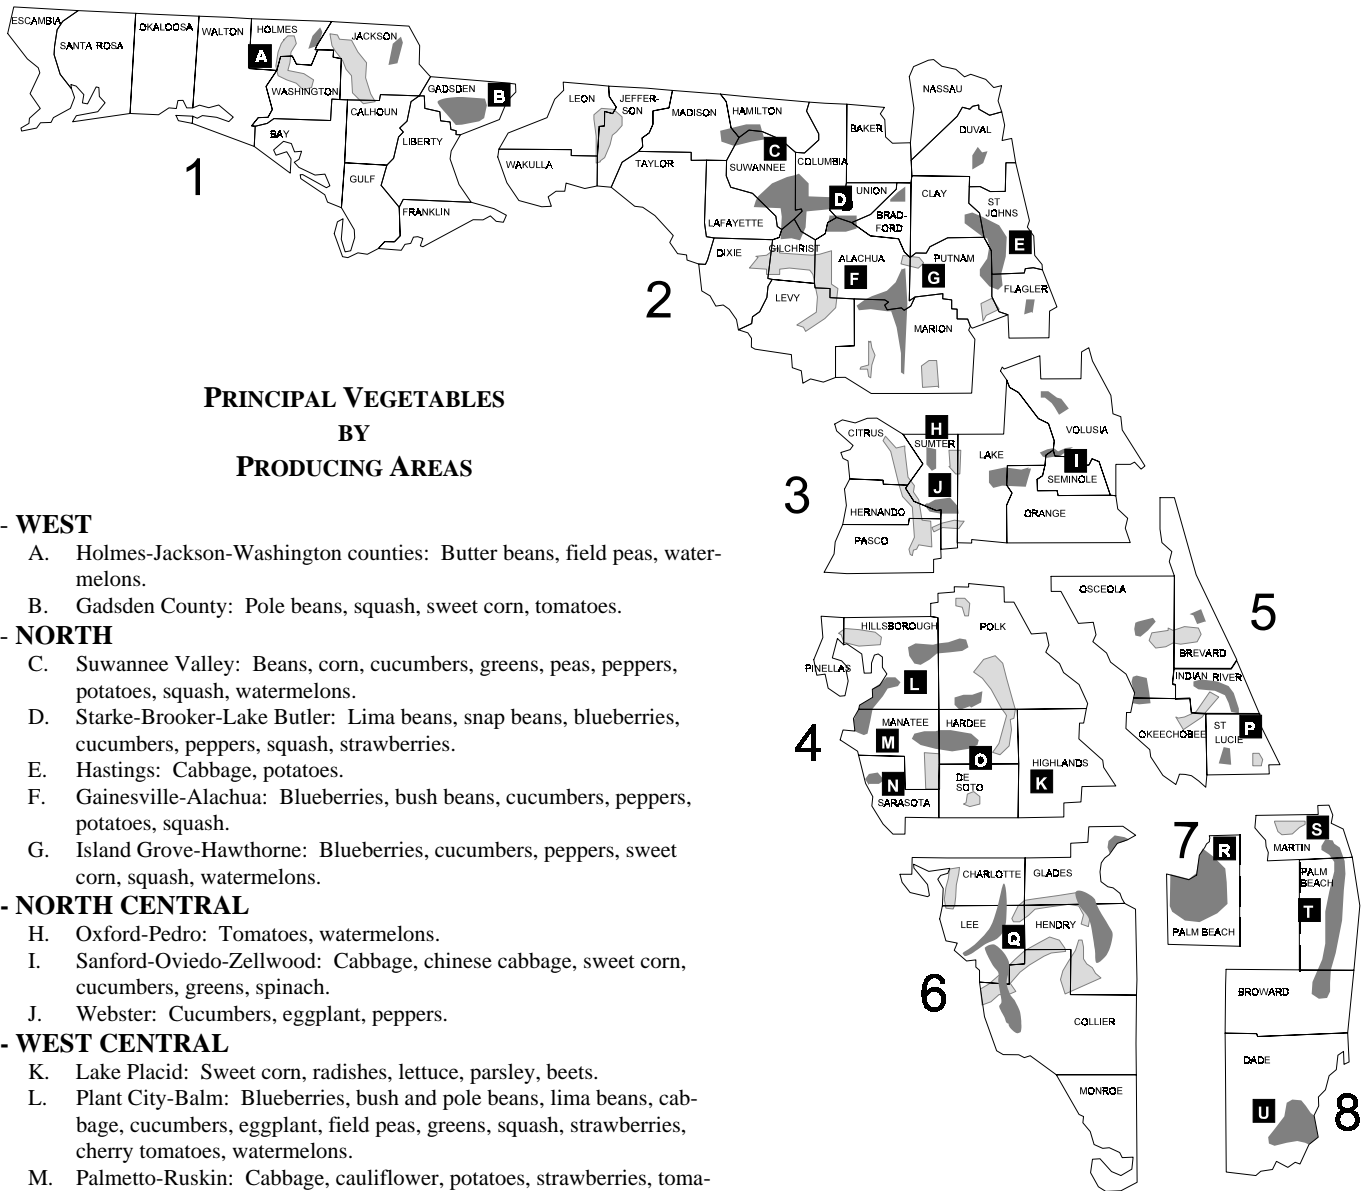 ESCAMBIA
SANTA ROSA
OKALOOSA
WALTON
HOLMES
JACKSON
A
WASHINGTON
GADSDEN
B
CALHOUN
BAY
LIBERTY
GULF
FRANKLIN
1
LEON
JEFFER-
SON
MADISON
HAMILTON
BAKER
NASSAU
DUVAL
WAKULLA
TAYLOR
C
SUWANNEE
COLUMBIA
D
UNION
CLAY
ST
JOHNS
LAFAYETTE
BRAD-
FORD
E
DIXIE
GILCHRIST
ALACHUA
F
G
PUTNAM
FLAGLER
2
LEVY
MARION
PRINCIPAL VEGETABLES
BY
PRODUCING AREAS
CITRUS
H
SUMTER
LAKE
VOLUSIA
I
SEMINOLE
3
J
HERNANDO
ORANGE
PASCO
- WEST
A. Holmes-Jackson-Washington counties: Butter beans, field peas, water-
melons.
B. Gadsden County: Pole beans, squash, sweet corn, tomatoes.
- NORTH
C. Suwannee Valley: Beans, corn, cucumbers, greens, peas, peppers,
potatoes, squash, watermelons.
D. Starke-Brooker-Lake Butler: Lima beans, snap beans, blueberries,
cucumbers, peppers, squash, strawberries.
E. Hastings: Cabbage, potatoes.
F. Gainesville-Alachua: Blueberries, bush beans, cucumbers, peppers,
potatoes, squash.
G. Island Grove-Hawthorne: Blueberries, cucumbers, peppers, sweet
corn, squash, watermelons.
- NORTH CENTRAL
H. Oxford-Pedro: Tomatoes, watermelons.
I. Sanford-Oviedo-Zellwood: Cabbage, chinese cabbage, sweet corn,
cucumbers, greens, spinach.
J. Webster: Cucumbers, eggplant, peppers.
- WEST CENTRAL
K. Lake Placid: Sweet corn, radishes, lettuce, parsley, beets.
L. Plant City-Balm: Blueberries, bush and pole beans, lima beans, cab-
bage, cucumbers, eggplant, field peas, greens, squash, strawberries,
cherry tomatoes, watermelons.
M. Palmetto-Ruskin: Cabbage, cauliflower, potatoes, strawberries, toma-
HILLSBOROUGH
POLK
PINELLAS
L
4
MANATEE
M
HARDEE
O
HIGHLANDS
K
N
SARASOTA
DE
SOTO
OSCEOLA
5
BREVARD
INDIAN RIVER
OKEECHOBEE
ST
LUCIE
P
CHARLOTTE
GLADES
LEE
Q
HENDRY
6
COLLIER
MONROE
7
R
PALM BEACH
S
MARTIN
PALM
BEACH
T
BROWARD
DADE
U
8